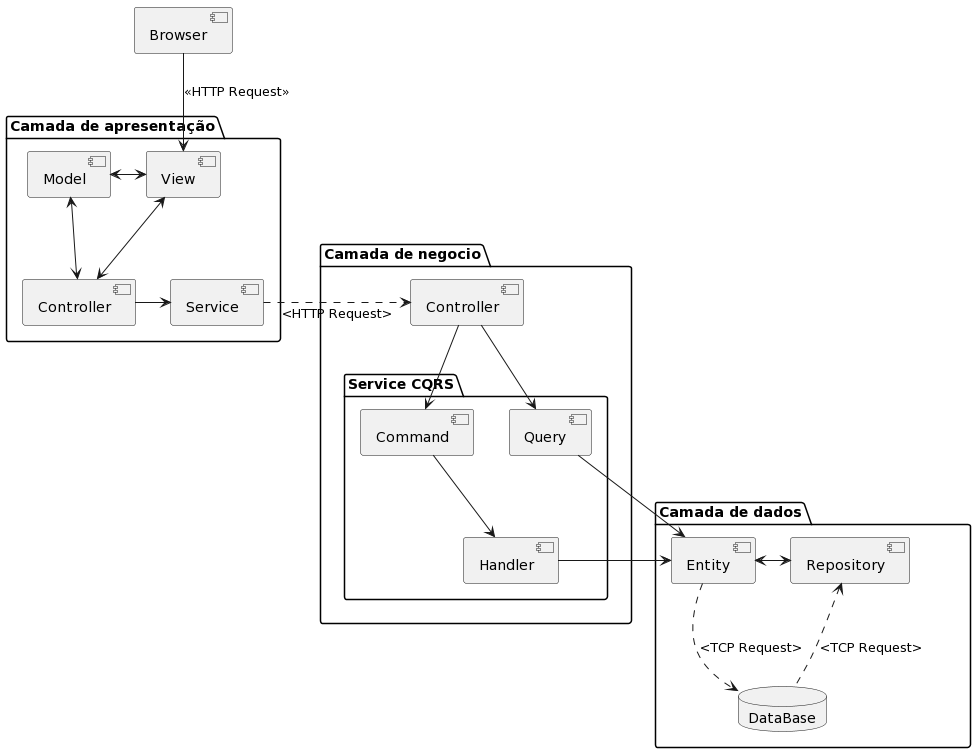 Browser
«HTTP Request»
Camada de apresentação
Model
View
Controller
Service
<HTTP Request>
Camada de negocio
Controller
Service CQRS
Command
Query
Handler
Camada de dados
Entity
Repository
<TCP Request>
<TCP Request>
DataBase